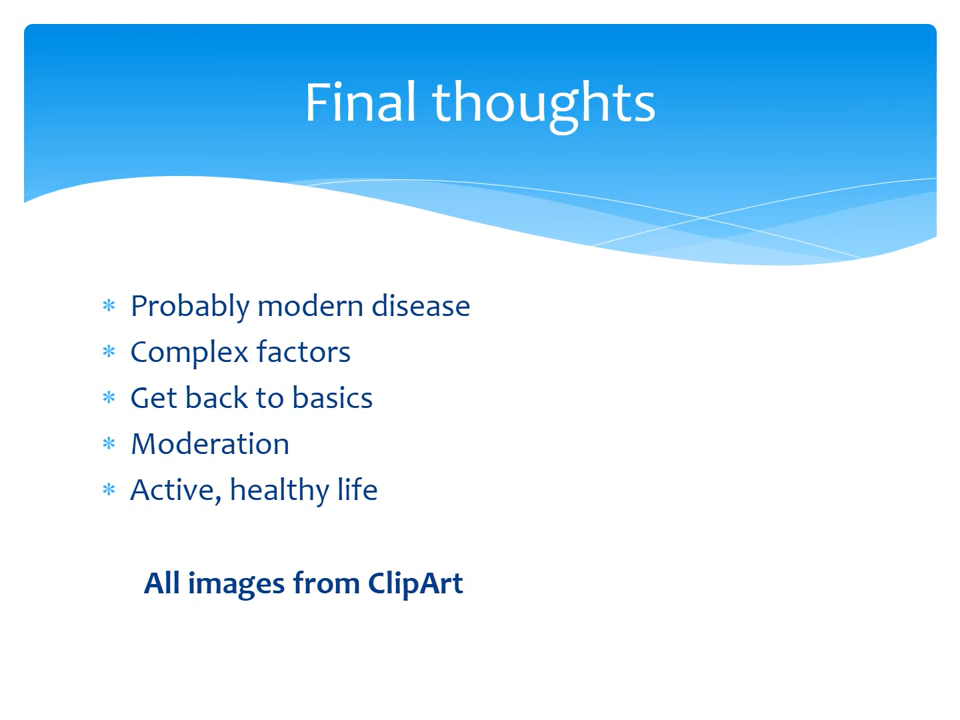 Final thoughts
* Probably modern disease
* Complex factors
* Get back to basics
* Moderation
* Active, healthy life
All images from ClipArt